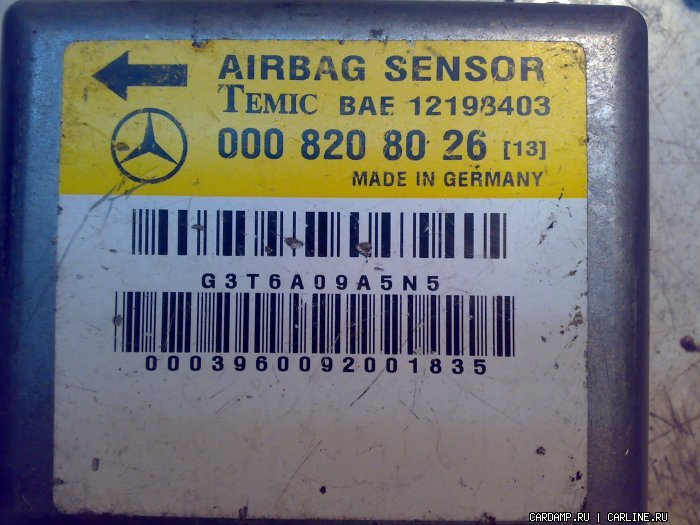 AIRBAG SENSOR
TEMIC BAE 12198403
000 820 80 26 [13]
MADE IN GERMANY
G3T6A09A5N5
0003960092001835
CARDAMP.RU | CARLINE.RU